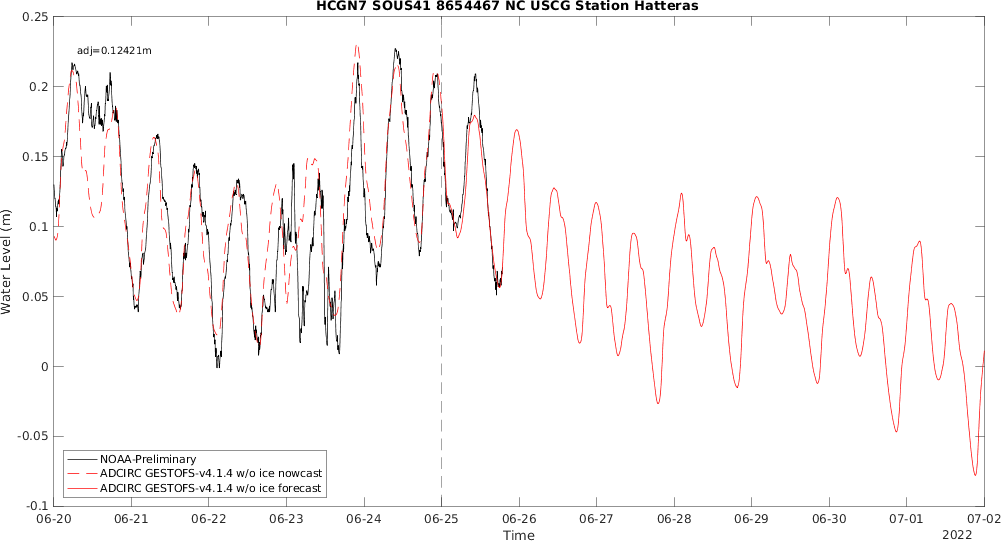 HCGN7 SOUS41 8654467 NC USCG Station Hatteras
0.25
adj=0.12421m
0.2
0.15
0.1
0.05
0
-0.05
-0.1
Water Level (m)
NOAA-Preliminary
ADCIRC GESTOFS-v4.1.4 w/o ice nowcast
ADCIRC GESTOFS-v4.1.4 w/o ice forecast
06-20 06-21 06-22 06-23 06-24 06-25 06-26 06-27 06-28 06-29 06-30 07-01 07-02
Time
2022